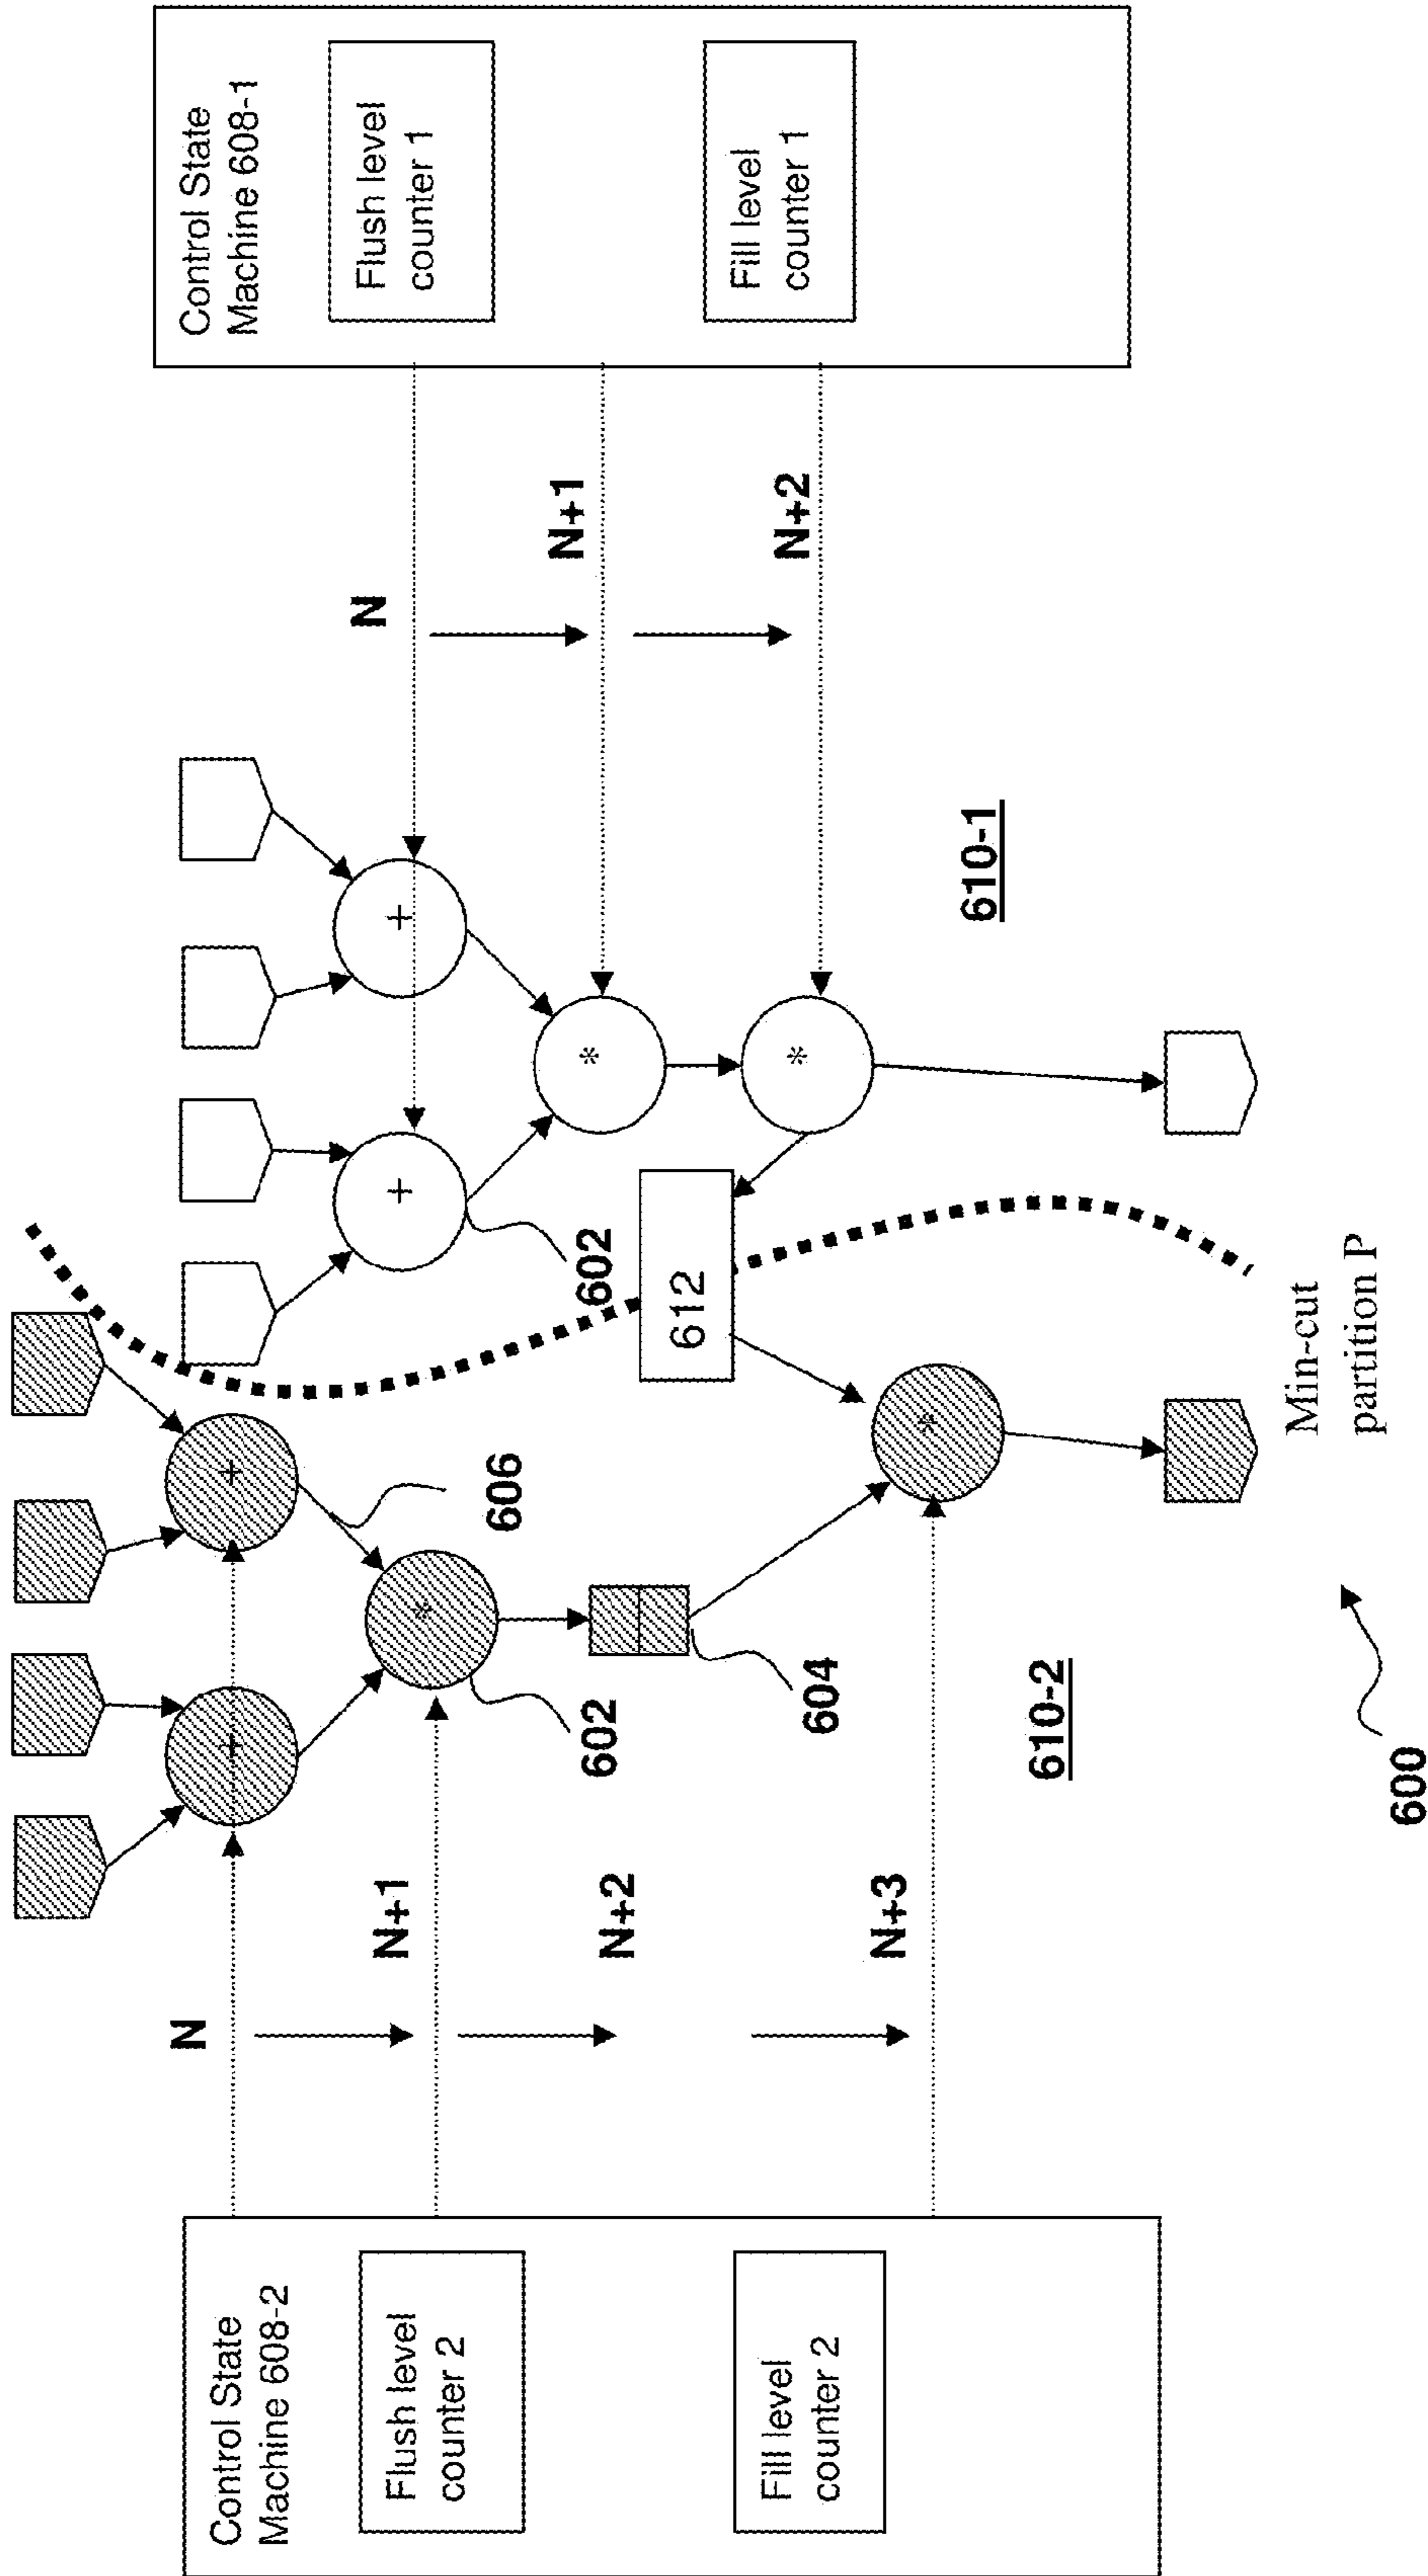 Control State
Machine 608-2
Flush level
counter 2
Fill level
counter 2
N
N+1
N+2
N+3
+
+
*
*
606
602
604
610-2
600
Min-cut
partition P
612
602
+
+
*
*
610-1
N
N+1
N+2
Control State
Machine 608-1
Flush level
counter 1
Fill level
counter 1